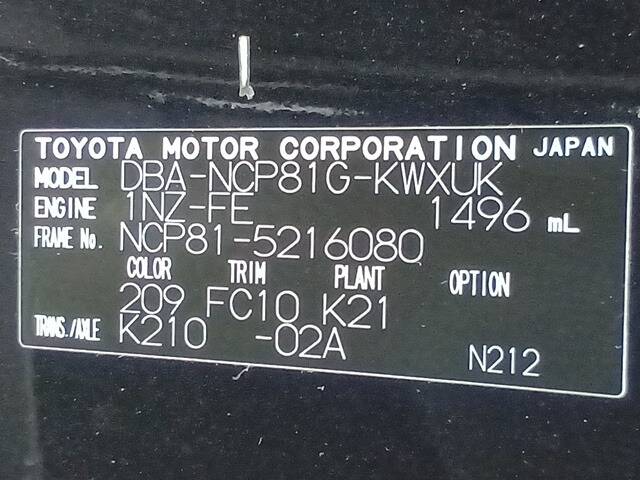 TOYOTA MOTOR CORPORATION JAPAN
MODEL DBA-NCP81G-KWXUK
ENGINE 1NZ-FE 1496 mL
FRAME No. NCP81-5216080
COLOR TRIM PLANT OPTION
209 FC10 K21
TRANS./AXLE K210 -02A
N212